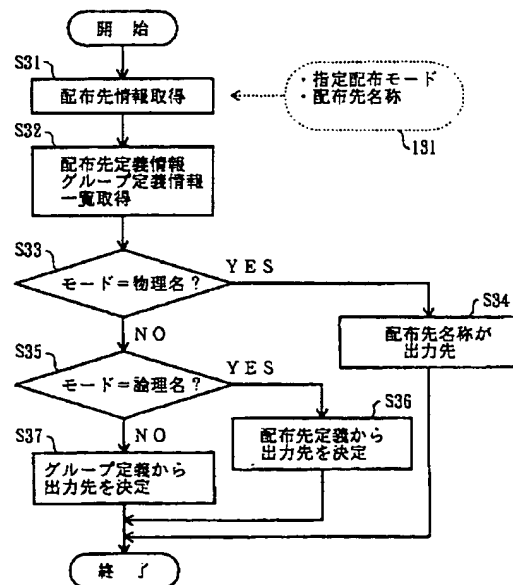 開 始
S31
配布先情報取得
・指定配布モード
・配布先名称
131
S32
配布先定義情報
グループ定義情報
一覧取得
S33
モード=物理名?
YES
NO
S34
配布先名称が
出力先
S35
モード=論理名?
YES
NO
S36
配布先定義から
出力先を決定
S37
グループ定義から
出力先を決定
終 了